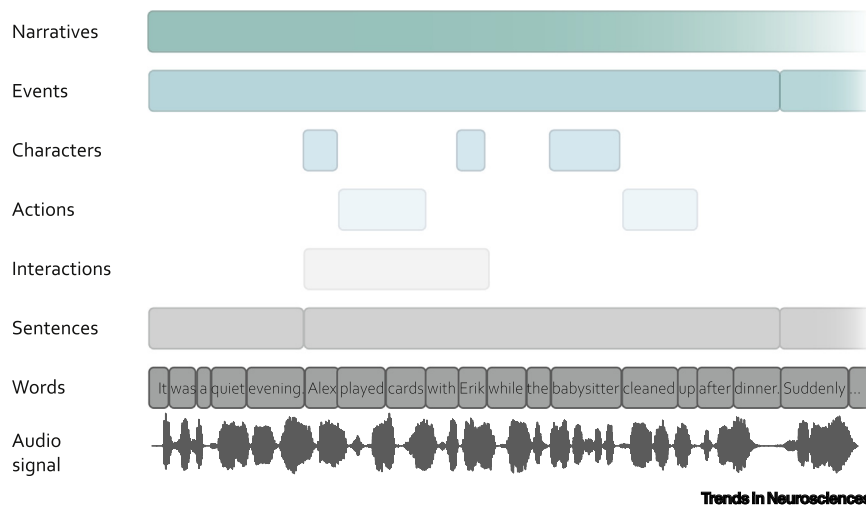 Narratives
Events
Characters
Actions
Interactions
Sentences
Words
It was a quiet evening. Alex played cards with Erik while the babysitter cleaned up after dinner. Suddenly ...
Audio
signal
Trends in Neurosciences